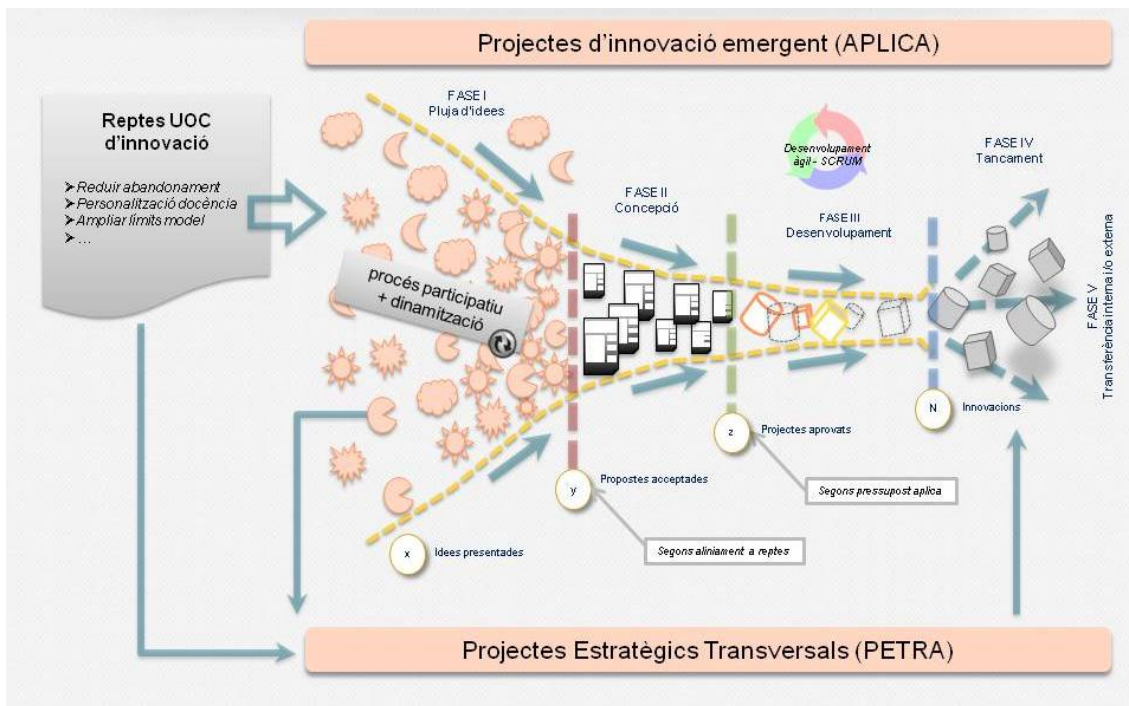 Projectes d'innovació emergent (APLICA)
Reptes UOC
d'innovació
Reduir abandonament
Personalització docència
Ampliar límits model
...
FASE I
Pluja d'idees
procés participatiu
+ dinamització
FASE II
Concepció
Desenvolupament
àgil - SCRUM
FASE III
Desenvolupament
FASE IV
Tancament
FASE V
Transferència interna i/o externa
x
Idees presentades
y
Propostes acceptades
Segons aliniament a reptes
z
Projectes aprovats
Segons pressupost aplica
N
Innovacions
Projectes Estratègics Transversals (PETRA)